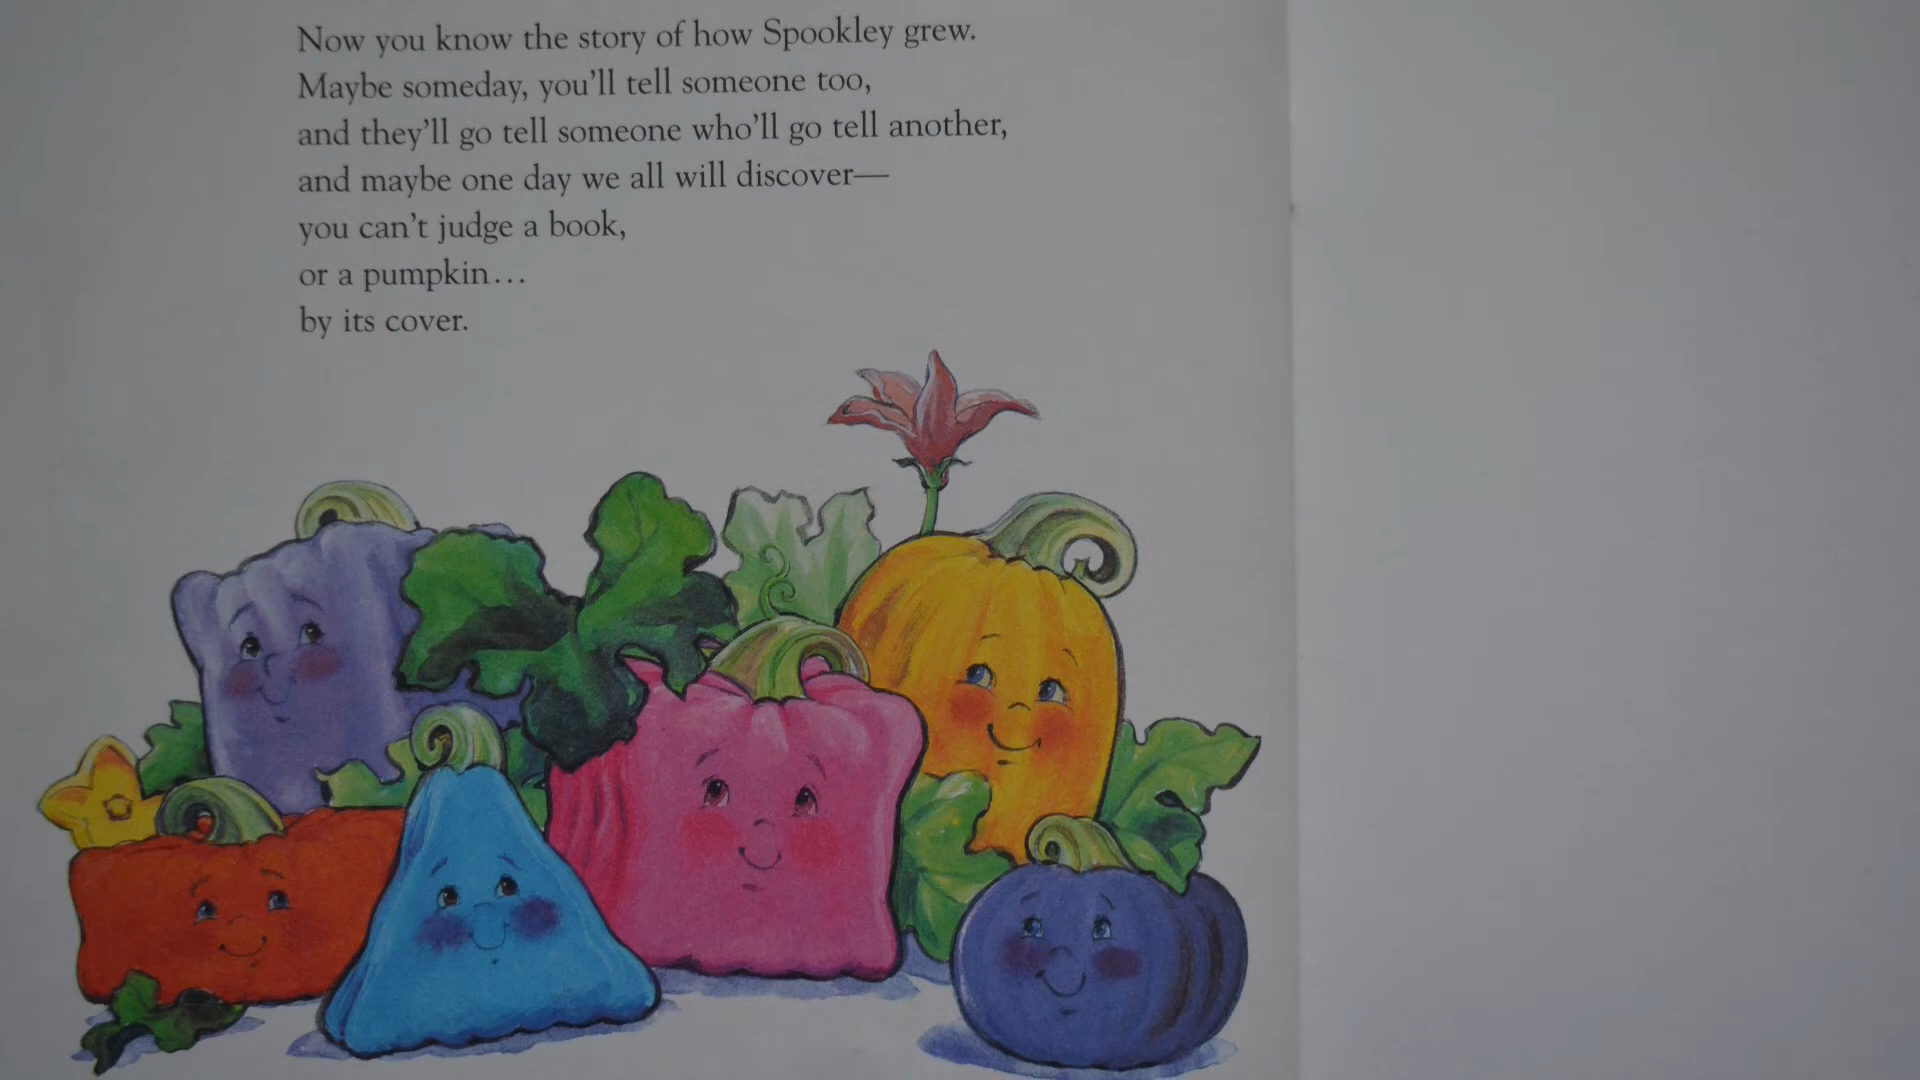 Now you know the story of how Spookley grew.
Maybe someday, you'll tell someone too,
and they'll go tell someone who'll go tell another,
and maybe one day we all will discover—
you can't judge a book,
or a pumpkin…
by its cover.